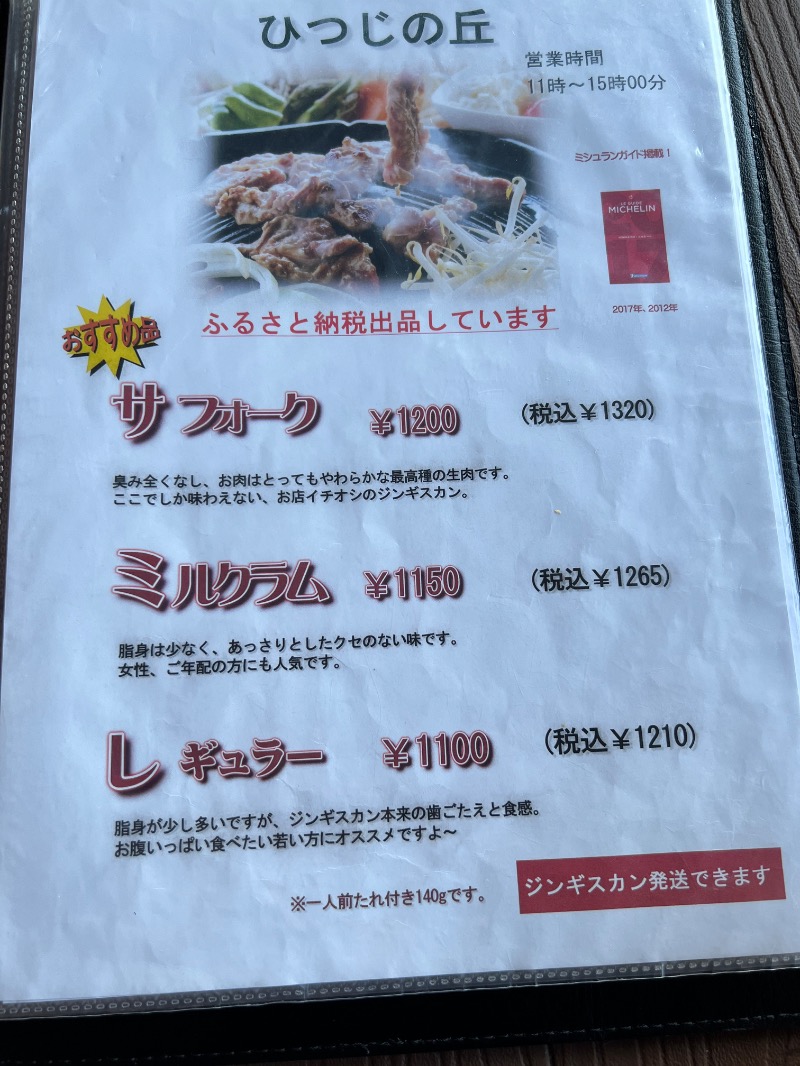 ひつじの丘
営業時間
11時～15時00分
ミシュランガイド掲載！
LE GUIDE
MICHELIN
2017年、2012年
おすすめ品
ふるさと納税出品しています
サフォーク ¥1200 (税込¥1320)
臭み全くなし、お肉はとってもやわらかな最高種の生肉です。
ここでしか味わえない、お店イチオシのジンギスカン。
ミルクラム ¥1150 (税込¥1265)
脂身は少なく、あっさりとしたクセのない味です。
女性、ご年配の方にも人気です。
レギュラー ¥1100 (税込¥1210)
脂身が少し多いですが、ジンギスカン本来の歯ごたえと食感。
お腹いっぱい食べたい若い方にオススメですよ～
※一人前たれ付き140gです。
ジンギスカン発送できます